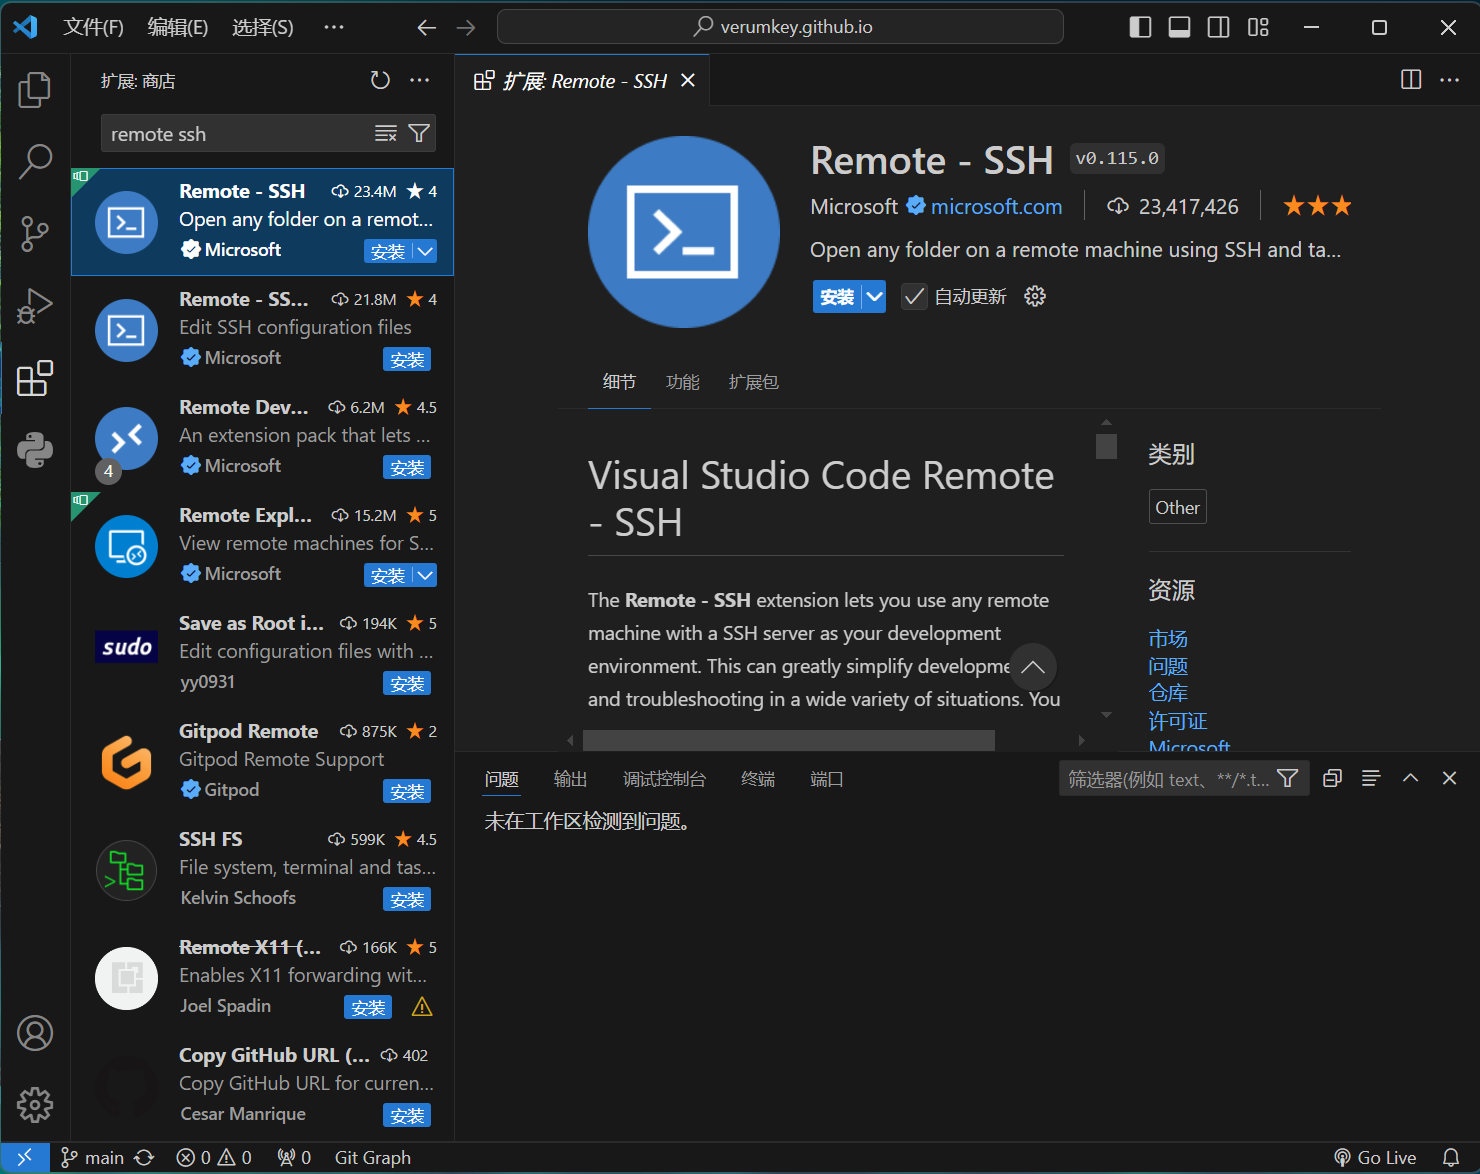 文件(F) 编辑(E) 选择(S) ···
verumkey.github.io
扩展: 商店
remote ssh
Remote - SSH 23.4M ★ 4
Open any folder on a remot...
Microsoft 安装
Remote - SS... 21.8M ★ 4
Edit SSH configuration files
Microsoft 安装
Remote Dev... 6.2M ★ 4.5
An extension pack that lets ...
Microsoft 安装
4
Remote Expl... 15.2M ★ 5
View remote machines for S...
Microsoft 安装
Save as Root i... 194K ★ 5
Edit configuration files with ...
yy0931 安装
sudo
Gitpod Remote 875K ★ 2
Gitpod Remote Support
Gitpod 安装
SSH FS 599K ★ 4.5
File system, terminal and tas...
Kelvin Schoofs 安装
Remote X11 (... 166K ★ 5
Enables X11 forwarding wit...
Joel Spadin 安装
Copy GitHub URL (... 402
Copy GitHub URL for curren...
Cesar Manrique 安装
扩展: Remote - SSH
Remote - SSH v0.115.0
Microsoft microsoft.com 23,417,426 ★★★
Open any folder on a remote machine using SSH and ta...
安装 自动更新
细节 功能 扩展包
Visual Studio Code Remote
- SSH
The Remote - SSH extension lets you use any remote
machine with a SSH server as your development
environment. This can greatly simplify developme
and troubleshooting in a wide variety of situations. You
类别
Other
资源
市场
问题
仓库
许可证
Microsoft
问题 输出 调试控制台 终端 端口
筛选器(例如 text、**/*.t...
未在工作区检测到问题。
main 0 0 0 Git Graph Go Live